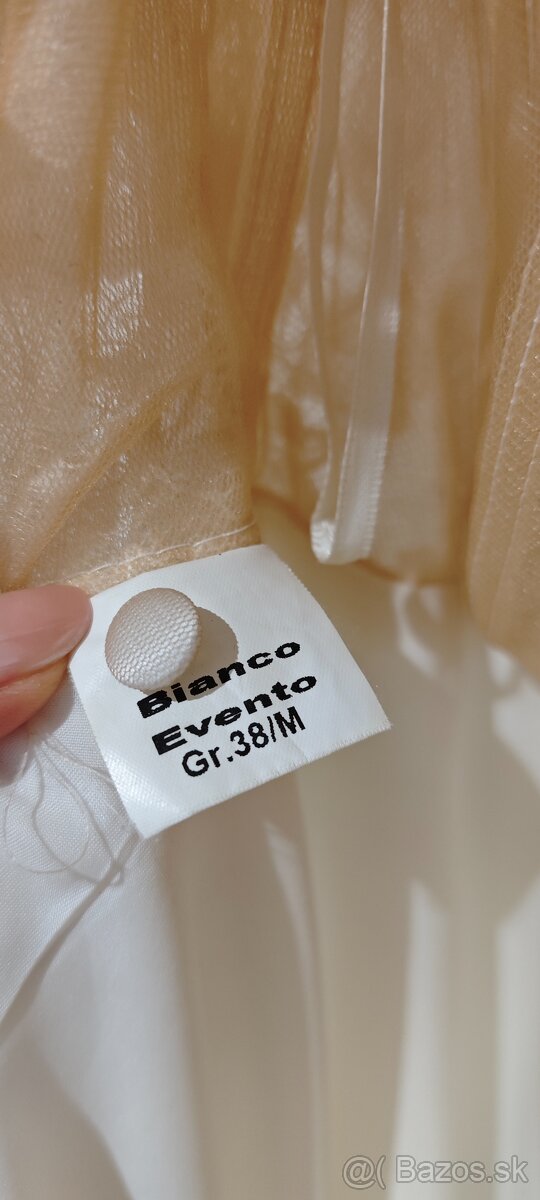 Bianco
Evento
Gr.38/M
@( Bazos.sk